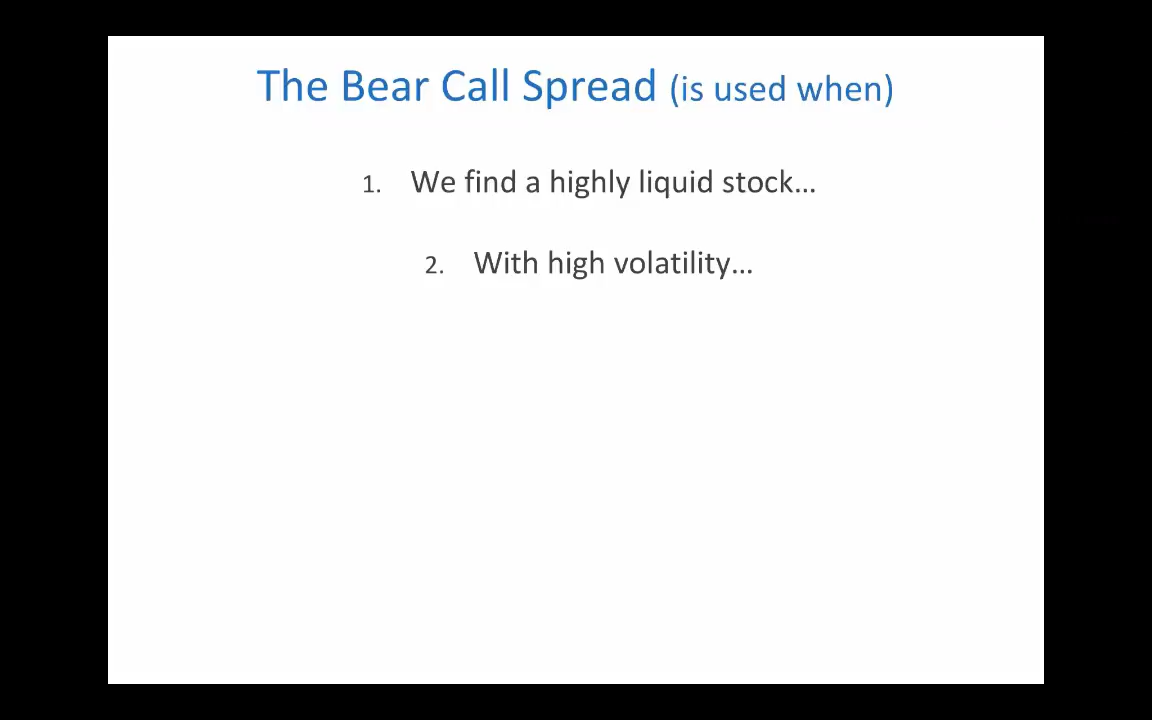 The Bear Call Spread (is used when)
1. We find a highly liquid stock…
2. With high volatility…